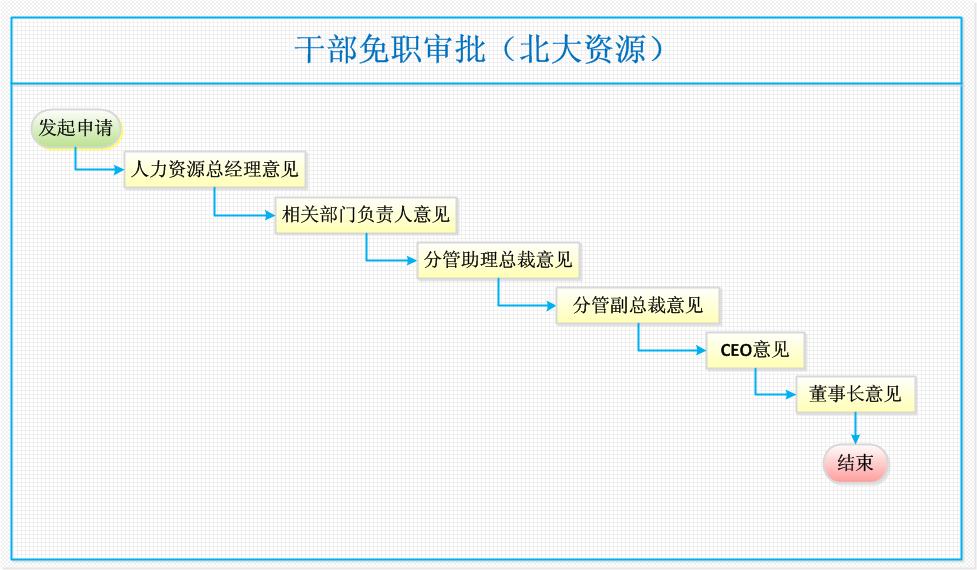 干部免职审批（北大资源）
发起申请
人力资源总经理意见
相关部门负责人意见
分管助理总裁意见
分管副总裁意见
CEO意见
董事长意见
结束